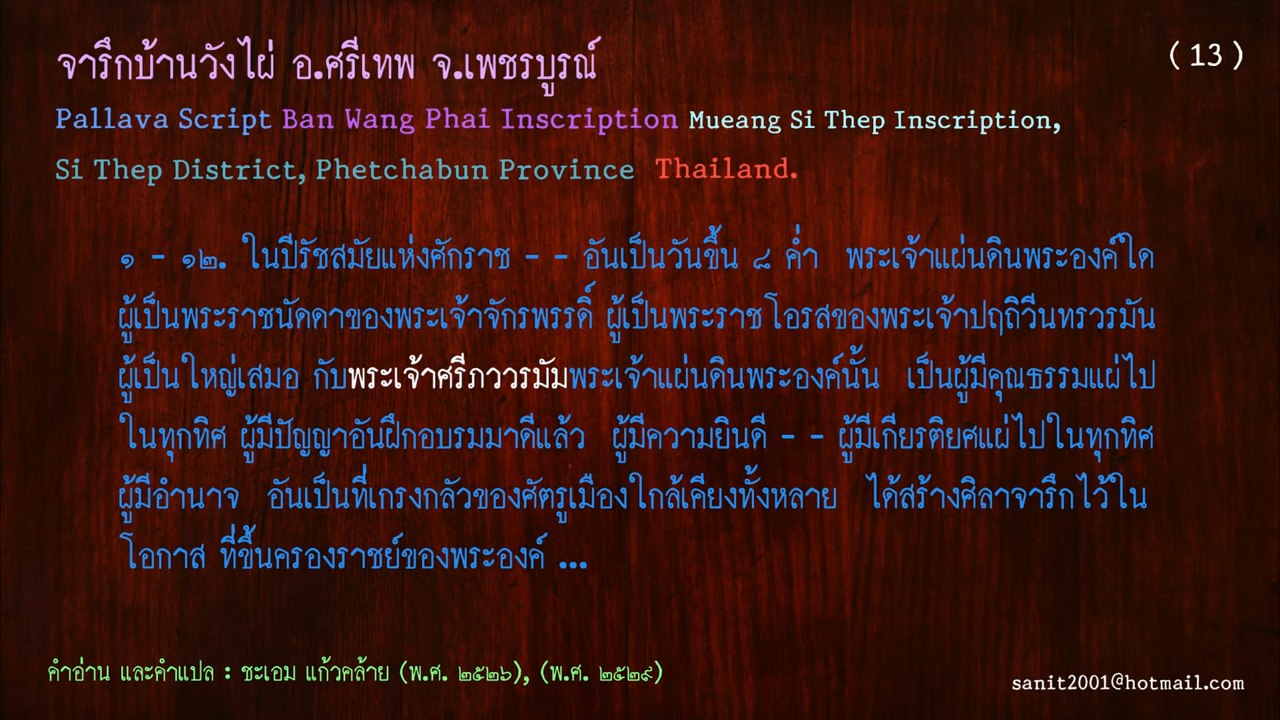 จารึกบ้านวังไผ่ อ.ศรีเทพ จ.เพชรบูรณ์ (13)
Pallava Script Ban Wang Phai Inscription Mueang Si Thep Inscription,
Si Thep District, Phetchabun Province Thailand.
๑ - ๑๒. ในปีรัชสมัยแห่งศักราช - - อันเป็นวันขึ้น ๘ ค่ำ พระเจ้าแผ่นดินพระองค์ใด
ผู้เป็นพระราชนัดดาของพระเจ้าจักรพรรดิ์ ผู้เป็นพระราชโอรสของพระเจ้าปฤถิวีนทรวรมัน
ผู้เป็นใหญ่เสมอ กับพระเจ้าศรีภววรมัมพระเจ้าแผ่นดินพระองค์นั้น เป็นผู้มีคุณธรรมแผ่ไป
ในทุกทิศ ผู้มีปัญญาอันฝึกอบรมมาดีแล้ว ผู้มีความยินดี - - ผู้มีเกียรติยศแผ่ไปในทุกทิศ
ผู้มีอำนาจ อันเป็นที่เกรงกลัวของศัตรูเมืองใกล้เคียงทั้งหลาย ได้สร้างศิลาจารึกไว้ใน
โอกาส ที่ขึ้นครองราชย์ของพระองค์ ...
คำอ่าน และคำแปล : ชะเอม แก้วคล้าย (พ.ศ. ๒๕๒๖), (พ.ศ. ๒๕๒๙)
sanit2001@hotmail.com